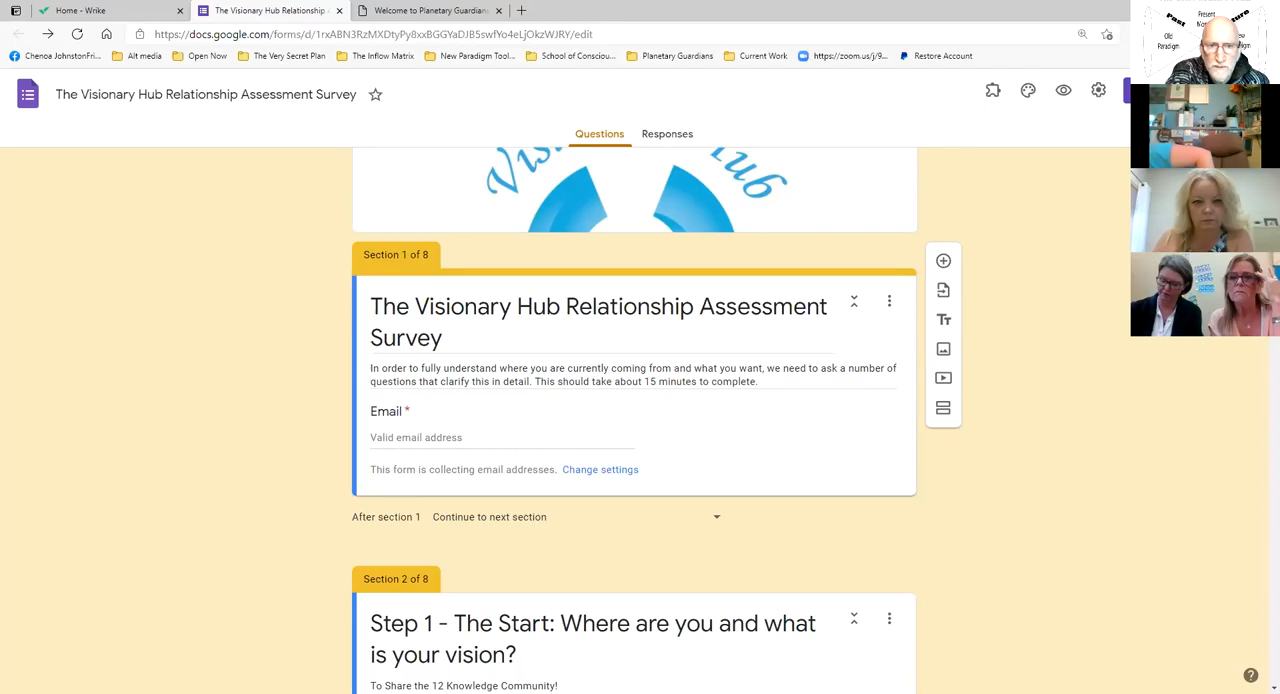 Home - Wrike
The Visionary Hub Relationship
Welcome to Planetary Guardians
https://docs.google.com/forms/d/1rxABN3RzMXDtyPy8xxBGGYaDJB5swfYo4eLjOkzWJRY/edit
Chenoa JohnstonFri...
Alt media
Open Now
The Very Secret Plan
The Inflow Matrix
New Paradigm Tool...
School of Consciou...
Planetary Guardians
Current Work
https://zoom.us/j/9...
Restore Account
The Visionary Hub Relationship Assessment Survey
Questions
Responses
Past
Present
Old
Paradigm
Section 1 of 8
The Visionary Hub Relationship Assessment
Survey
In order to fully understand where you are currently coming from and what you want, we need to ask a number of
questions that clarify this in detail. This should take about 15 minutes to complete.
Email *
Valid email address
This form is collecting email addresses. Change settings
After section 1 Continue to next section
Section 2 of 8
Step 1 - The Start: Where are you and what
is your vision?
To Share the 12 Knowledge Community!